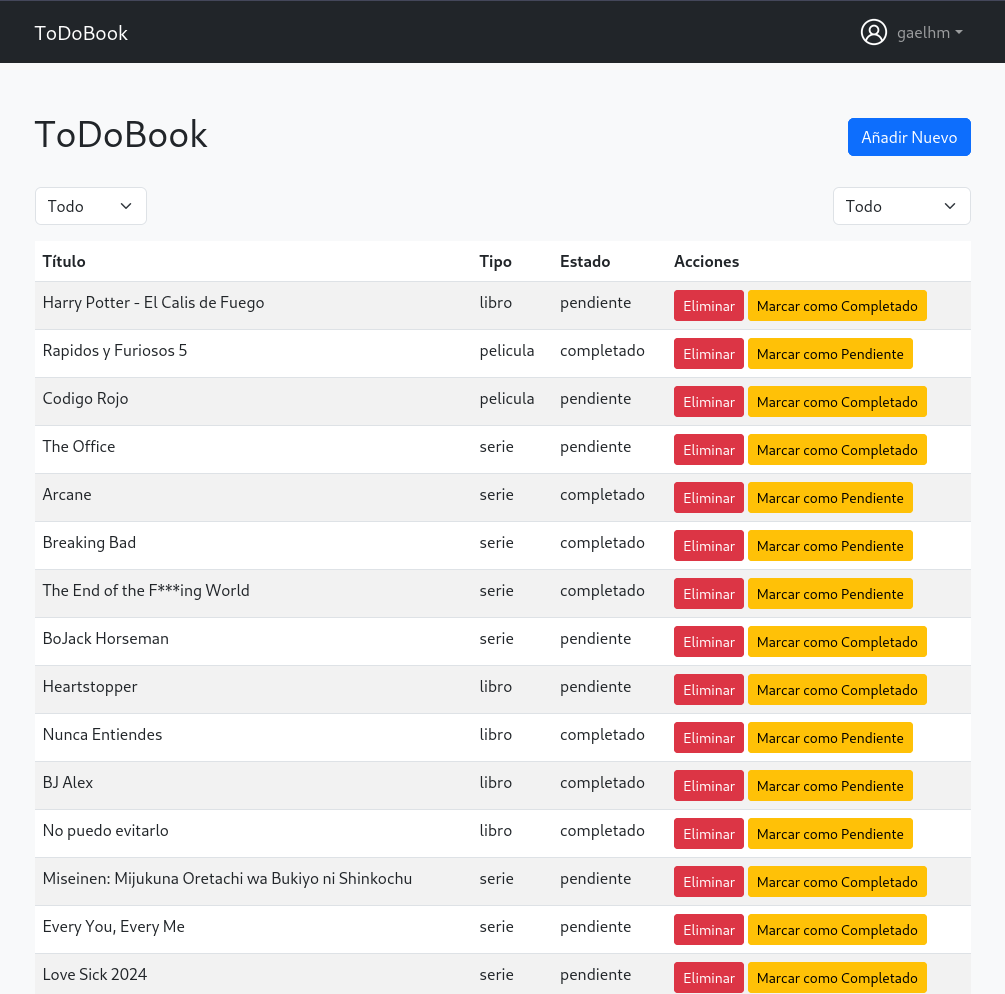 ToDoBook gaelhm
ToDoBook Añadir Nuevo
Todo Todo
Título Tipo Estado Acciones
Harry Potter - El Calis de Fuego libro pendiente Eliminar Marcar como Completado
Rapidos y Furiosos 5 pelicula completado Eliminar Marcar como Pendiente
Codigo Rojo pelicula pendiente Eliminar Marcar como Completado
The Office serie pendiente Eliminar Marcar como Completado
Arcane serie completado Eliminar Marcar como Pendiente
Breaking Bad serie completado Eliminar Marcar como Pendiente
The End of the F***ing World serie completado Eliminar Marcar como Pendiente
BoJack Horseman serie pendiente Eliminar Marcar como Completado
Heartstopper libro pendiente Eliminar Marcar como Completado
Nunca Entiendes libro completado Eliminar Marcar como Pendiente
BJ Alex libro completado Eliminar Marcar como Pendiente
No puedo evitarlo libro completado Eliminar Marcar como Pendiente
Miseinen: Mijukuna Oretachi wa Bukiyo ni Shinkochu serie pendiente Eliminar Marcar como Completado
Every You, Every Me serie pendiente Eliminar Marcar como Completado
Love Sick 2024 serie pendiente Eliminar Marcar como Completado